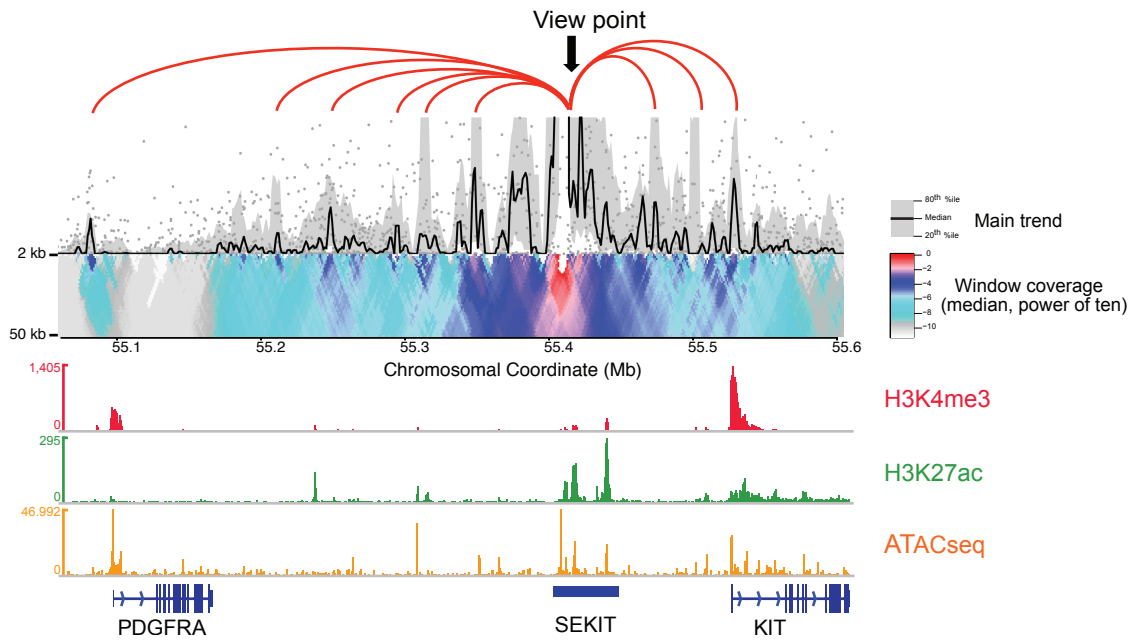 View point
80th %ile
Median
20th %ile
Main trend
2 kb
50 kb
0
−2
−4
−6
−8
−10
Window coverage
(median, power of ten)
55.1
55.2
55.3
55.4
55.5
55.6
Chromosomal Coordinate (Mb)
1,405
0
H3K4me3
295
0
H3K27ac
46.992
0
ATACseq
PDGFRA
SEKIT
KIT